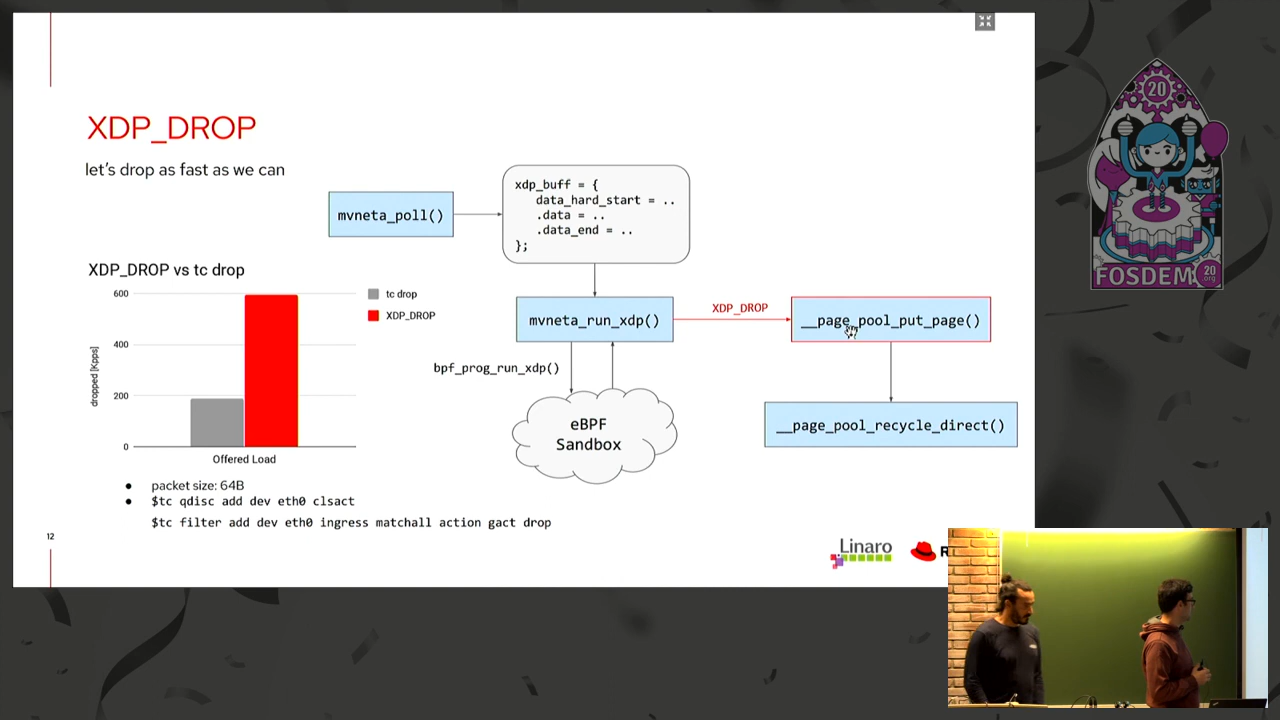 XDP_DROP
let's drop as fast as we can
mvneta_poll()
xdp_buff = {
data_hard_start = ..
.data = ..
.data_end = ..
};
XDP_DROP vs tc drop
tc drop
XDP_DROP
600
400
200
0
dropped [Kpps]
Offered Load
mvneta_run_xdp()
XDP_DROP
__page_pool_put_page()
bpf_prog_run_xdp()
eBPF
Sandbox
__page_pool_recycle_direct()
● packet size: 64B
● $tc qdisc add dev eth0 clsact
$tc filter add dev eth0 ingress matchall action gact drop
12
Linaro
R
20
FOSDEM
20
.org